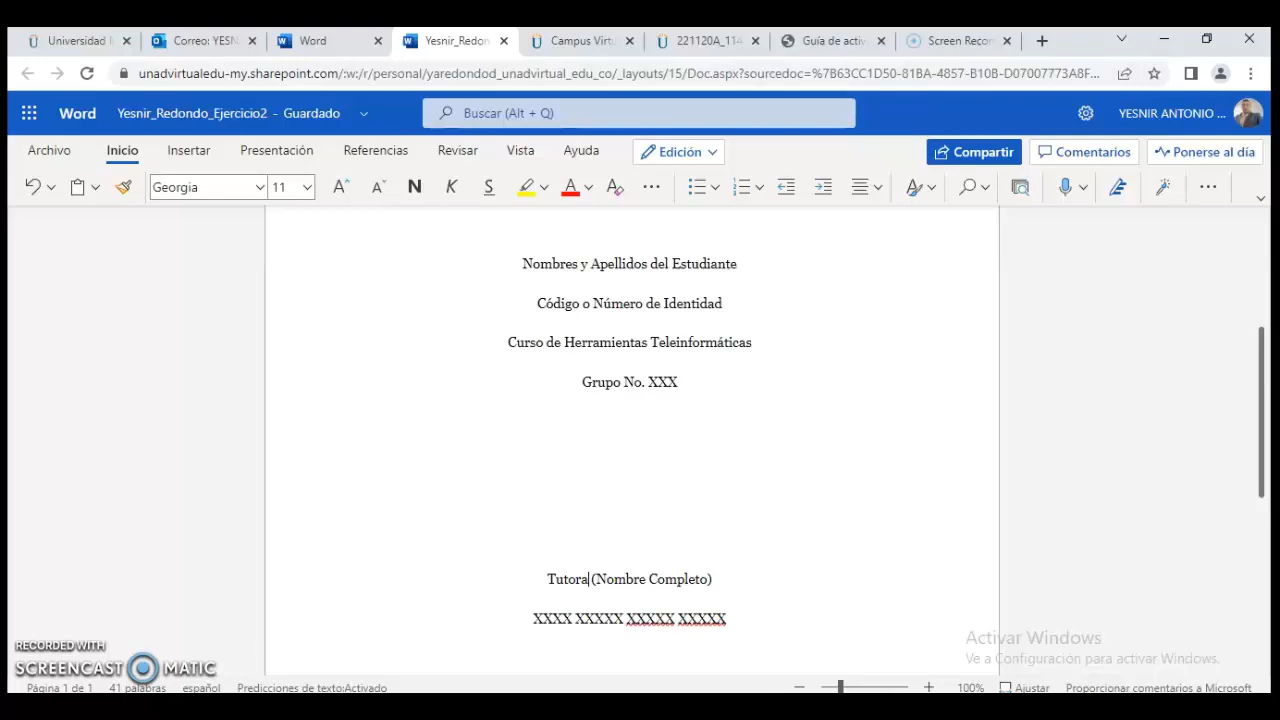 Universidad
Correo: YESN
Word
Yesnir_Redon
Campus Virtu
221120A_114
Guía de activ
Screen Recor
unadvirtualedu-my.sharepoint.com/:w:/r/personal/yaredondod_unadvirtual_edu_co/_layouts/15/Doc.aspx?sourcedoc=%7B63CC1D50-81BA-4857-B10B-D07007773A8F...
Word Yesnir_Redondo_Ejercicio2 - Guardado Buscar (Alt + Q) YESNIR ANTONIO ...
Archivo Inicio Insertar Presentación Referencias Revisar Vista Ayuda Edición Compartir Comentarios Ponerse al día
Georgia 11 N K S
Nombres y Apellidos del Estudiante
Código o Número de Identidad
Curso de Herramientas Teleinformáticas
Grupo No. XXX
Tutora (Nombre Completo)
XXXX XXXXX XXXXX XXXXX
Activar Windows
Ve a Configuración para activar Windows.
RECORDED WITH
SCREENCAST MATIC
Página 1 de 1 41 palabras español Predicciones de texto:Activado 100% Ajustar Proporcionar comentarios a Microsoft